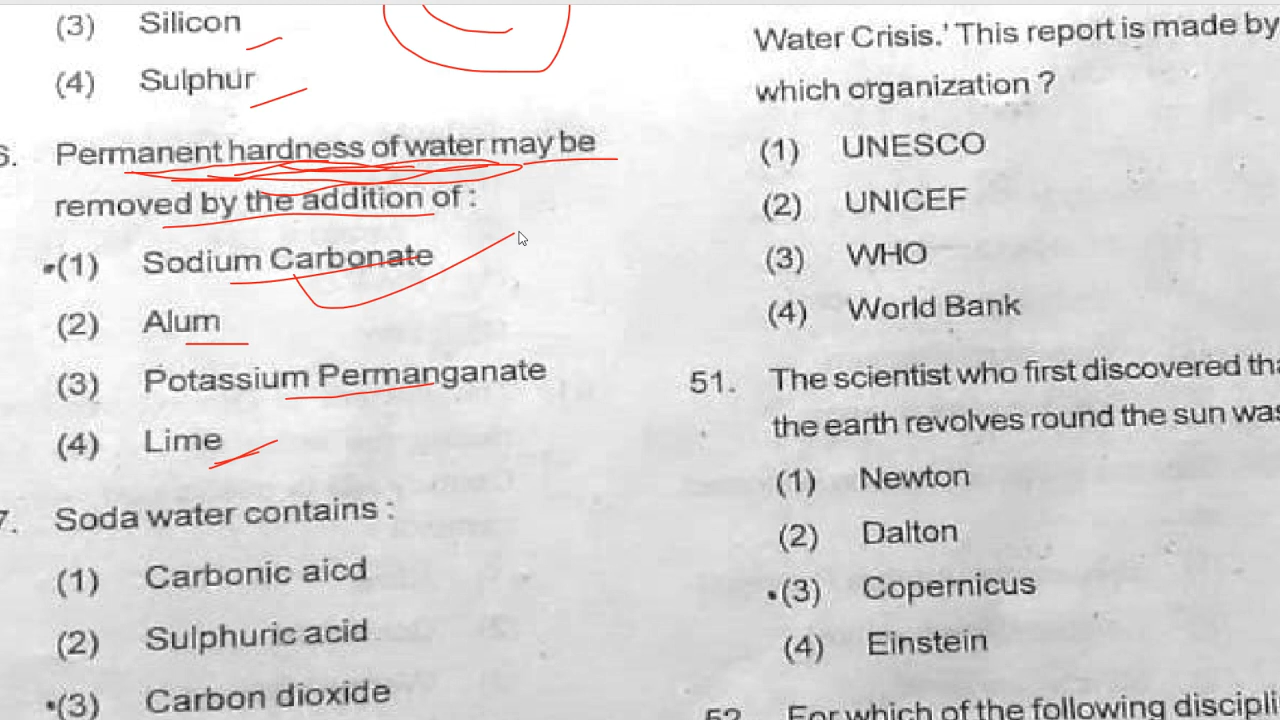 (3) Silicon
(4) Sulphur
6. Permanent hardness of water may be
removed by the addition of :
(1) Sodium Carbonate
(2) Alum
(3) Potassium Permanganate
(4) Lime
7. Soda water contains :
(1) Carbonic aicd
(2) Sulphuric acid
(3) Carbon dioxide
Water Crisis.' This report is made by
which organization ?
(1) UNESCO
(2) UNICEF
(3) WHO
(4) World Bank
51. The scientist who first discovered
the earth revolves round the sun was
(1) Newton
(2) Dalton
(3) Copernicus
(4) Einstein
52. For which of the following